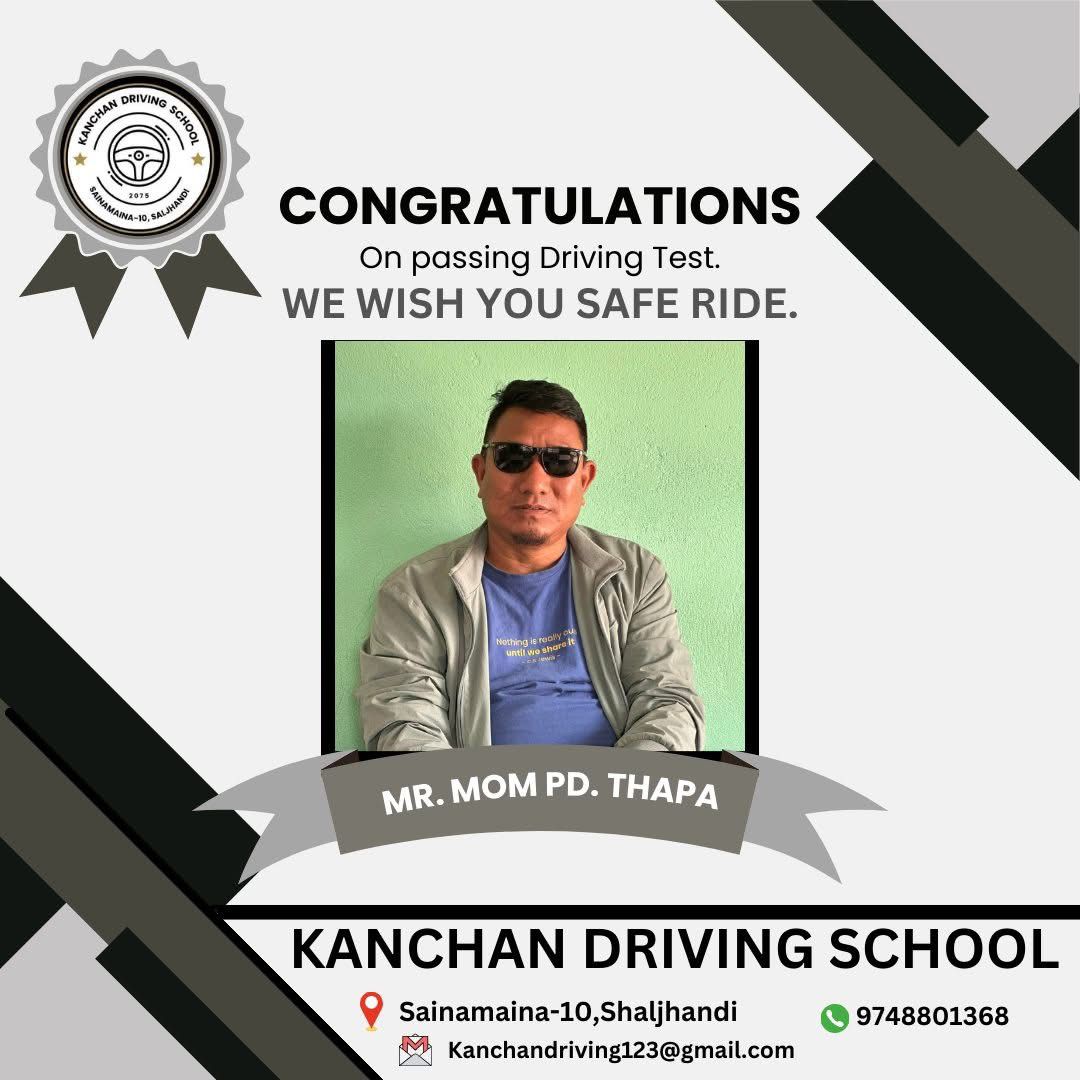 KANCHAN DRIVING SCHOOL
2075
SAINAMAINA-10, SALJHANDI
CONGRATULATIONS
On passing Driving Test.
WE WISH YOU SAFE RIDE.
Nothing is really
until we share it
- c.s. lewis -
MR. MOM PD. THAPA
KANCHAN DRIVING SCHOOL
Sainamaina-10,Shaljhandi
9748801368
Kanchandriving123@gmail.com